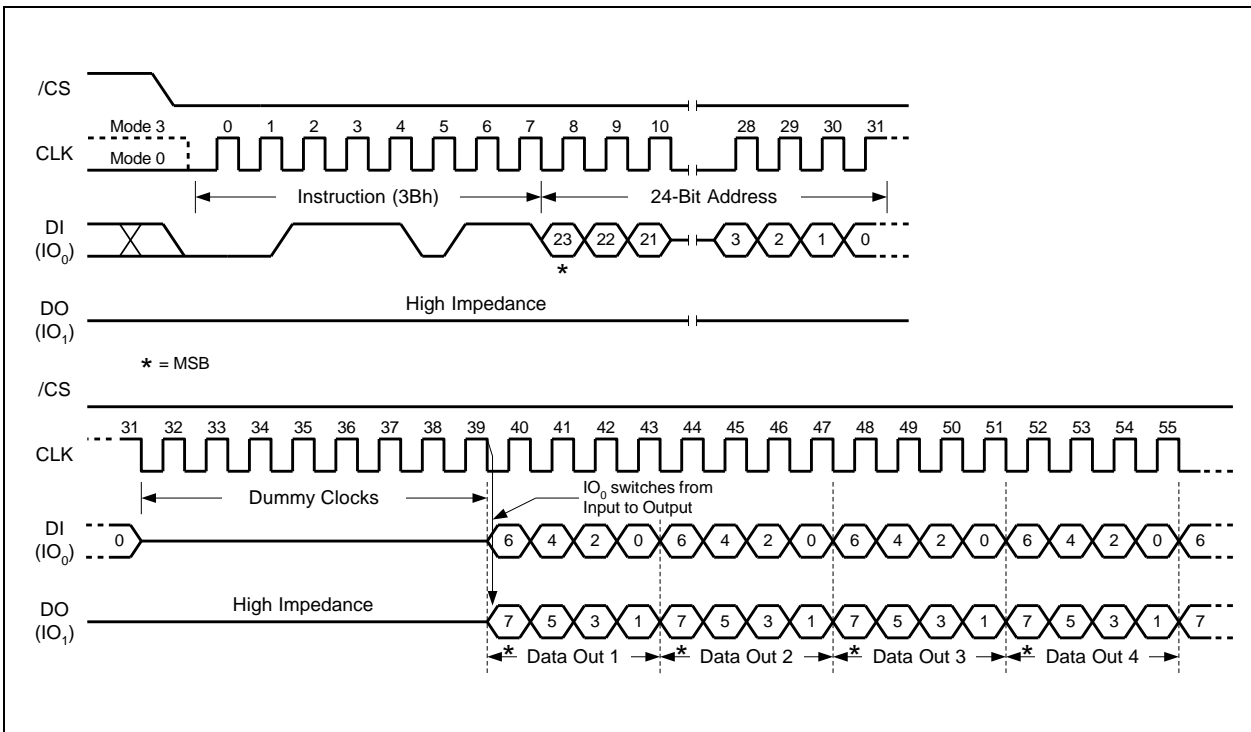 /CS
Mode 3 0 1 2 3 4 5 6 7 8 9 10 28 29 30 31
CLK Mode 0
Instruction (3Bh) 24-Bit Address
DI
(IO0) 23 22 21 3 2 1 0
*
DO High Impedance
(IO1)
* = MSB
/CS
31 32 33 34 35 36 37 38 39 40 41 42 43 44 45 46 47 48 49 50 51 52 53 54 55
CLK
Dummy Clocks IO0 switches from
Input to Output
DI
(IO0) 0 6 4 2 0 6 4 2 0 6 4 2 0 6 4 2 0 6
DO High Impedance
(IO1) 7 5 3 1 7 5 3 1 7 5 3 1 7 5 3 1 7
* Data Out 1 * Data Out 2 * Data Out 3 * Data Out 4